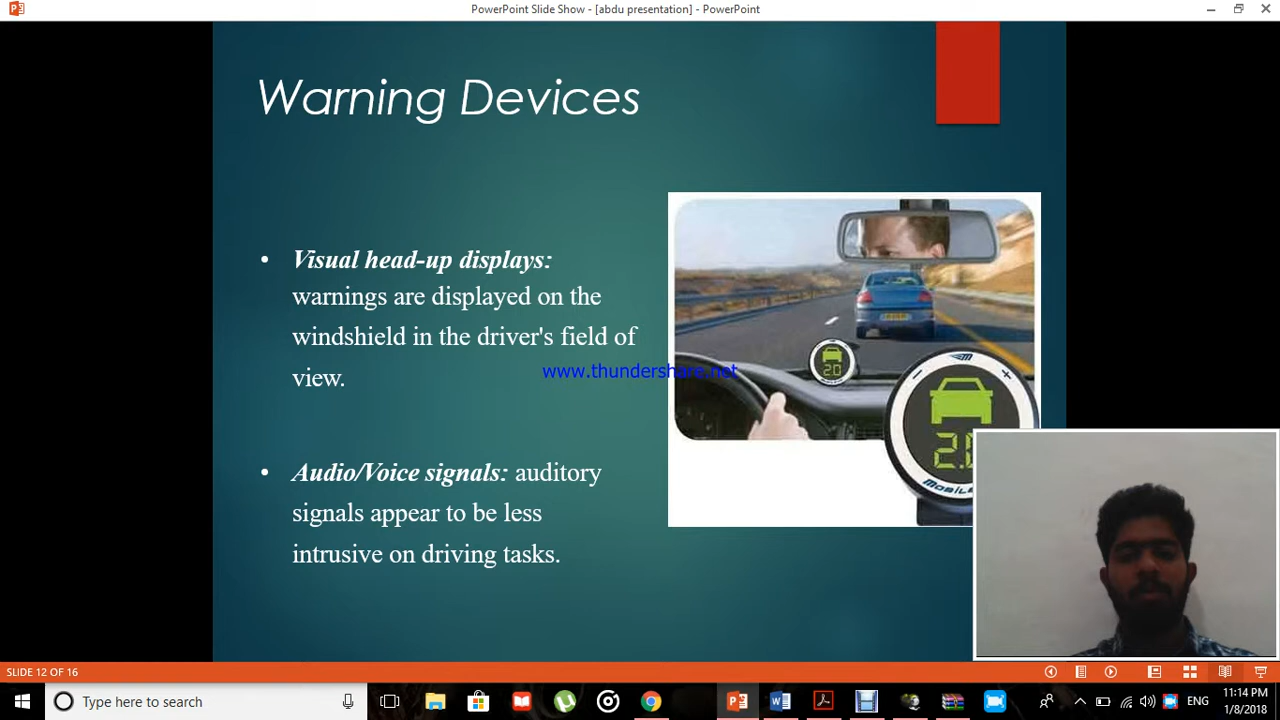 PowerPoint Slide Show - [abdu presentation] - PowerPoint
Warning Devices
• Visual head-up displays:
warnings are displayed on the
windshield in the driver's field of
view.
www.thundershare.net
• Audio/Voice signals: auditory
signals appear to be less
intrusive on driving tasks.
2.0
SLIDE 12 OF 16
Type here to search
ENG
11:14 PM
1/8/2018